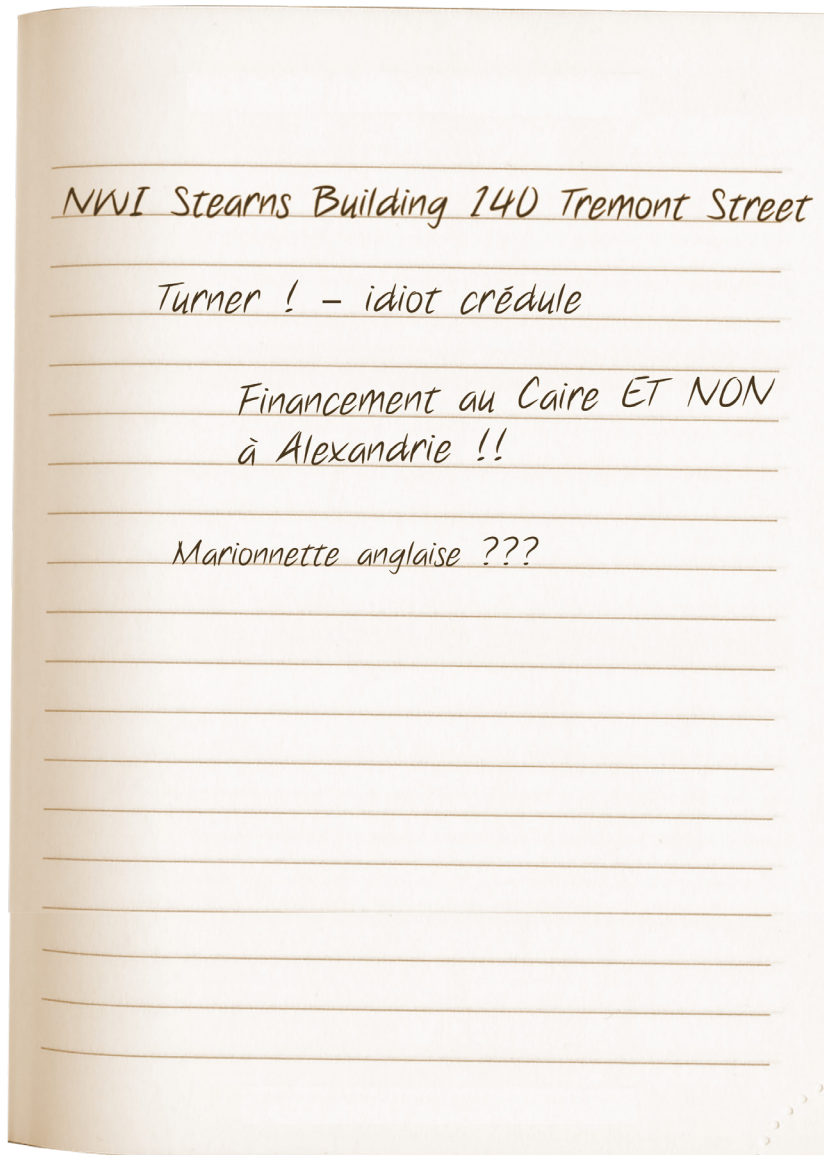 NWI Stearns Building 140 Tremont Street
Turner ! – idiot crédule
Financement au Caire ET NON
à Alexandrie !!
Marionnette anglaise ???